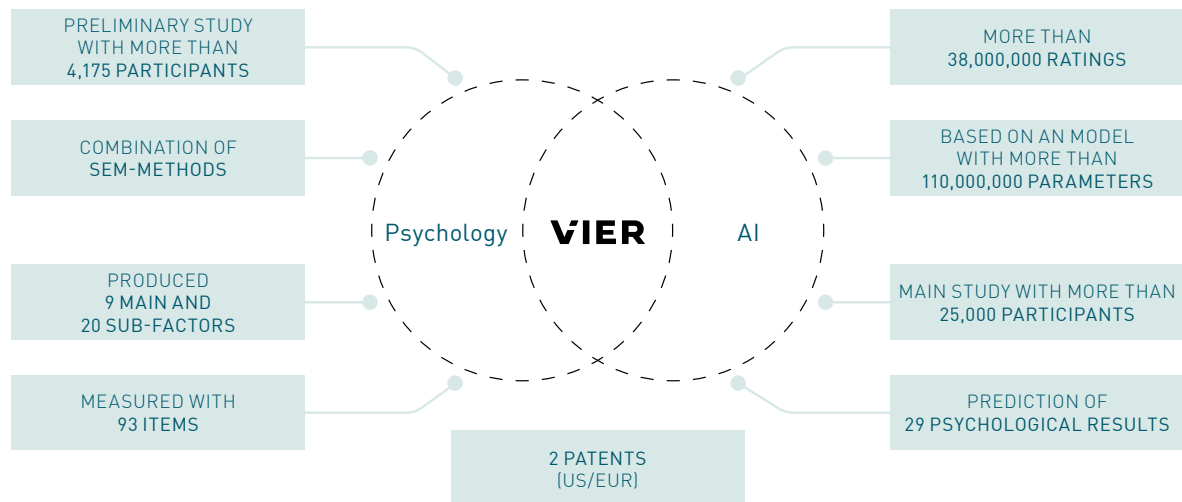 PRELIMINARY STUDY
WITH MORE THAN
4,175 PARTICIPANTS
COMBINATION OF
SEM-METHODS
PRODUCED
9 MAIN AND
20 SUB-FACTORS
MEASURED WITH
93 ITEMS
Psychology
VIER
AI
MORE THAN
38,000,000 RATINGS
BASED ON AN MODEL
WITH MORE THAN
110,000,000 PARAMETERS
MAIN STUDY WITH MORE THAN
25,000 PARTICIPANTS
PREDICTION OF
29 PSYCHOLOGICAL RESULTS
2 PATENTS
(US/EUR)